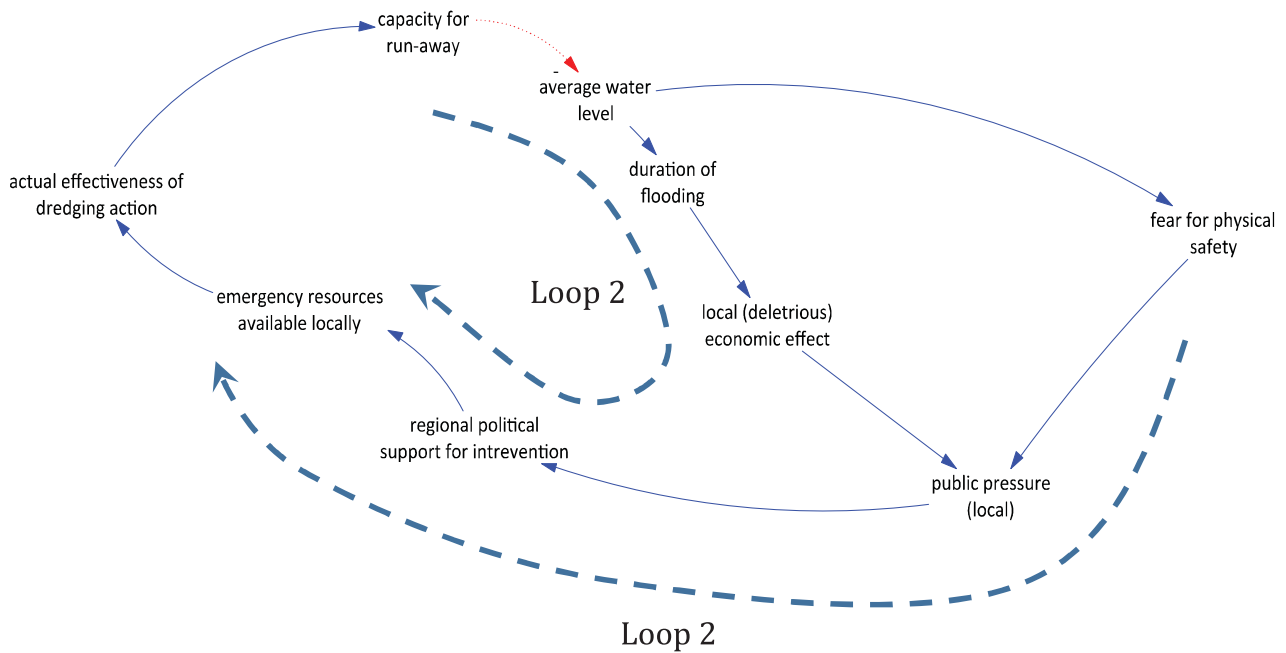 capacity for
run-away
-
average water
level
duration of
flooding
actual effectiveness of
dredging action
fear for physical
safety
emergency resources
available locally
Loop 2
local (deletrious)
economic effect
regional political
support for intrevention
public pressure
(local)
Loop 2